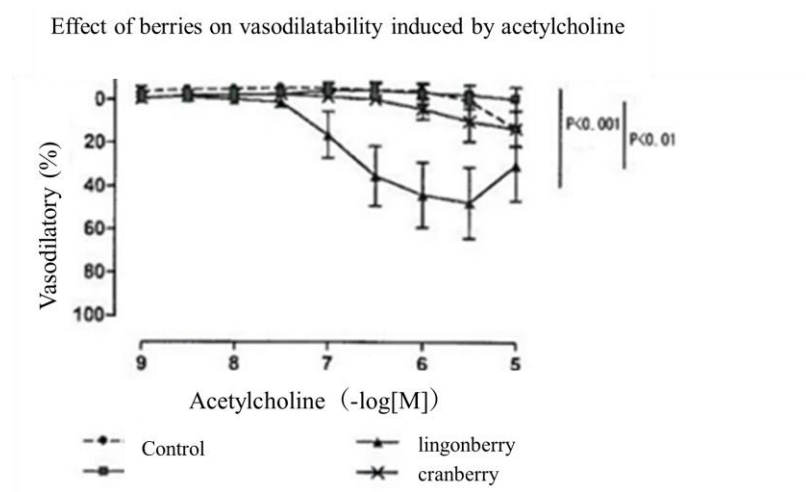 Effect of berries on vasodilatability induced by acetylcholine
Vasodilatory (%)
0
20
40
60
80
100
P<0.001
P<0.01
9 8 7 6 5
Acetylcholine (-log[M])
Control
lingonberry
cranberry